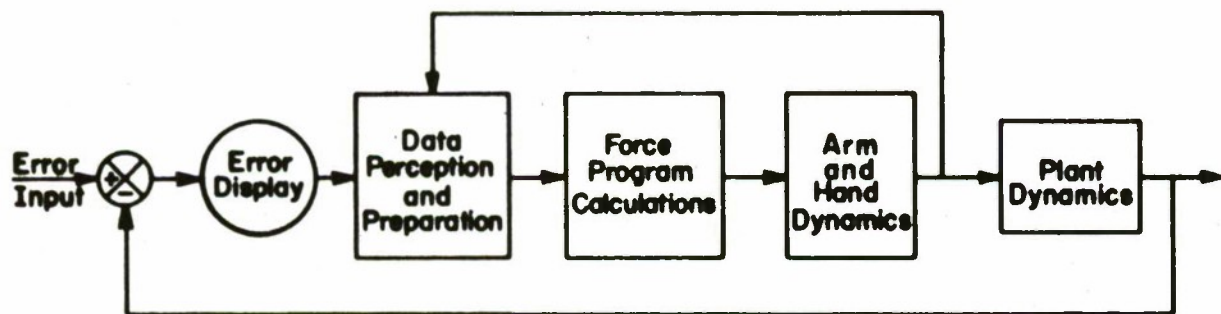 Error
Input
+
-
Error
Display
Data
Perception
and
Preparation
Force
Program
Calculations
Arm
and
Hand
Dynamics
Plant
Dynamics